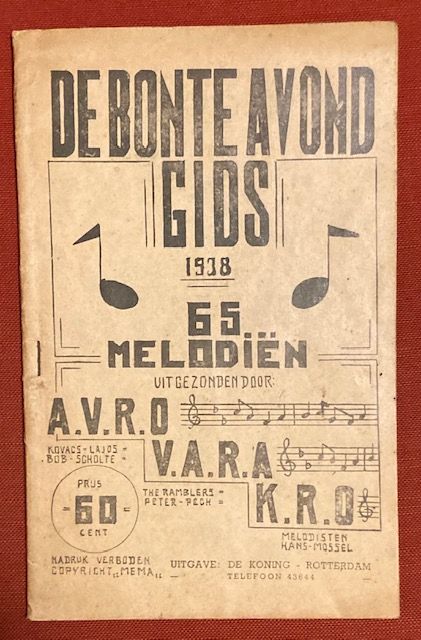 DE BONTE AVOND
GIDS
1938
65
MELODIËN
UITGEZONDEN DOOR:
A.V.R.O
KOVACS-LAJOS=
BOB-SCHOLTE=
V.A.R.A
THE RAMBLERS=
PETER-PECH=
K.R.O
MELODISTEN
HANS-MOSSEL
PRIJS
=60=
CENT
NADRUK VERBODEN
COPYRICHT „MEMA„
UITGAVE: DE KONING - ROTTERDAM
— TELEFOON 43644 —